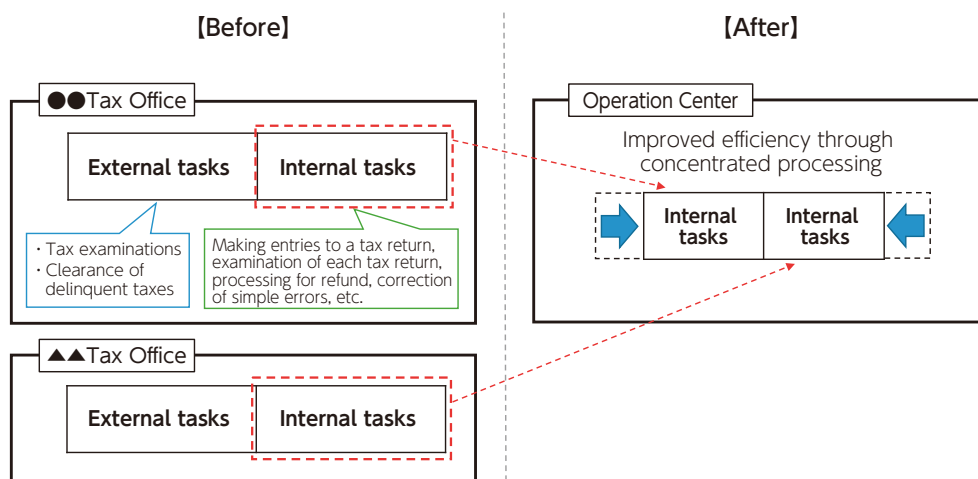 【Before】
●●Tax Office
External tasks
Internal tasks
・Tax examinations
・Clearance of
delinquent taxes
Making entries to a tax return,
examination of each tax return,
processing for refund, correction
of simple errors, etc.
▲▲Tax Office
External tasks
Internal tasks
【After】
Operation Center
Improved efficiency through
concentrated processing
Internal
tasks
Internal
tasks